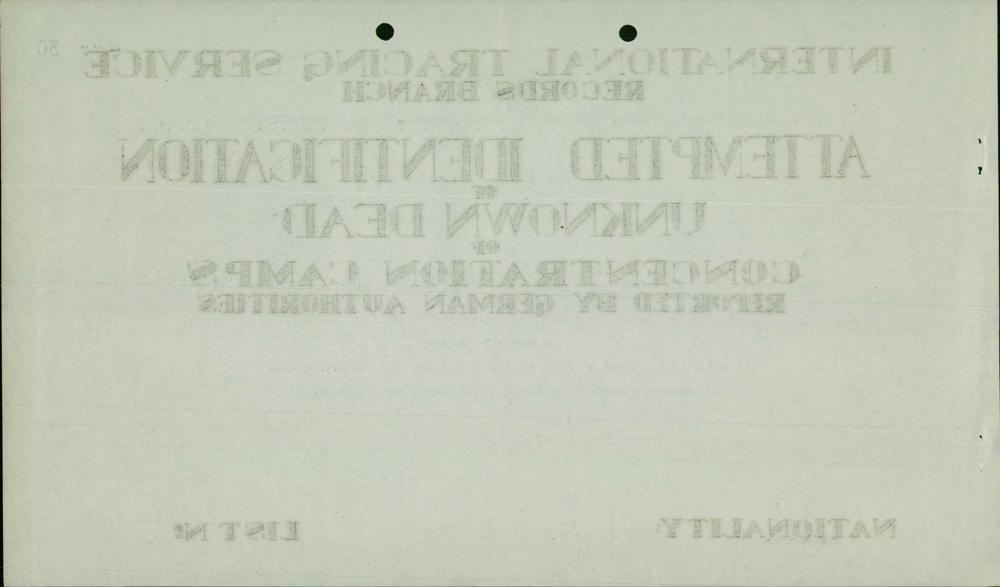 30
INTERNATIONAL TRACING SERVICE
RECORDS BRANCH
ATTEMPTED IDENTIFICATION
OF
UNKNOWN DEAD
OF
CONCENTRATION CAMPS
REPORTED BY GERMAN AUTHORITIES
NATIONALITY
LIST Nº